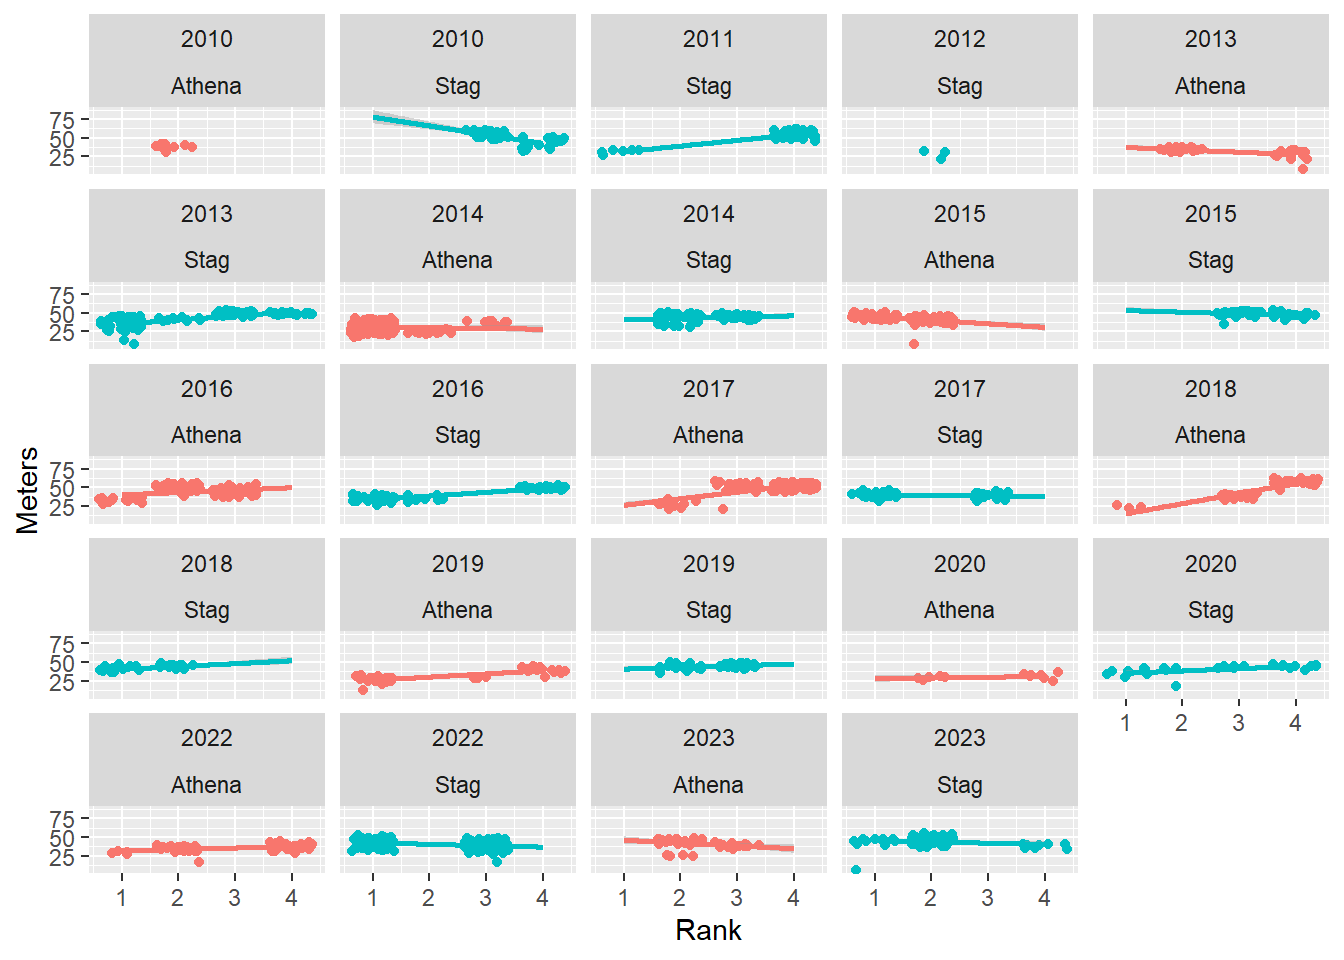 2010 2010 2011 2012 2013
Athena Stag Stag Stag Athena
75
50
25
2013 2014 2014 2015 2015
Stag Athena Stag Athena Stag
75
50
25
2016 2016 2017 2017 2018
Athena Stag Athena Stag Athena
75
50
25
Meters
2018 2019 2019 2020 2020
Stag Athena Stag Athena Stag
75
50
25
1 2 3 4
2022 2022 2023 2023
Athena Stag Athena Stag
75
50
25
1 2 3 4 1 2 3 4 1 2 3 4 1 2 3 4
Rank